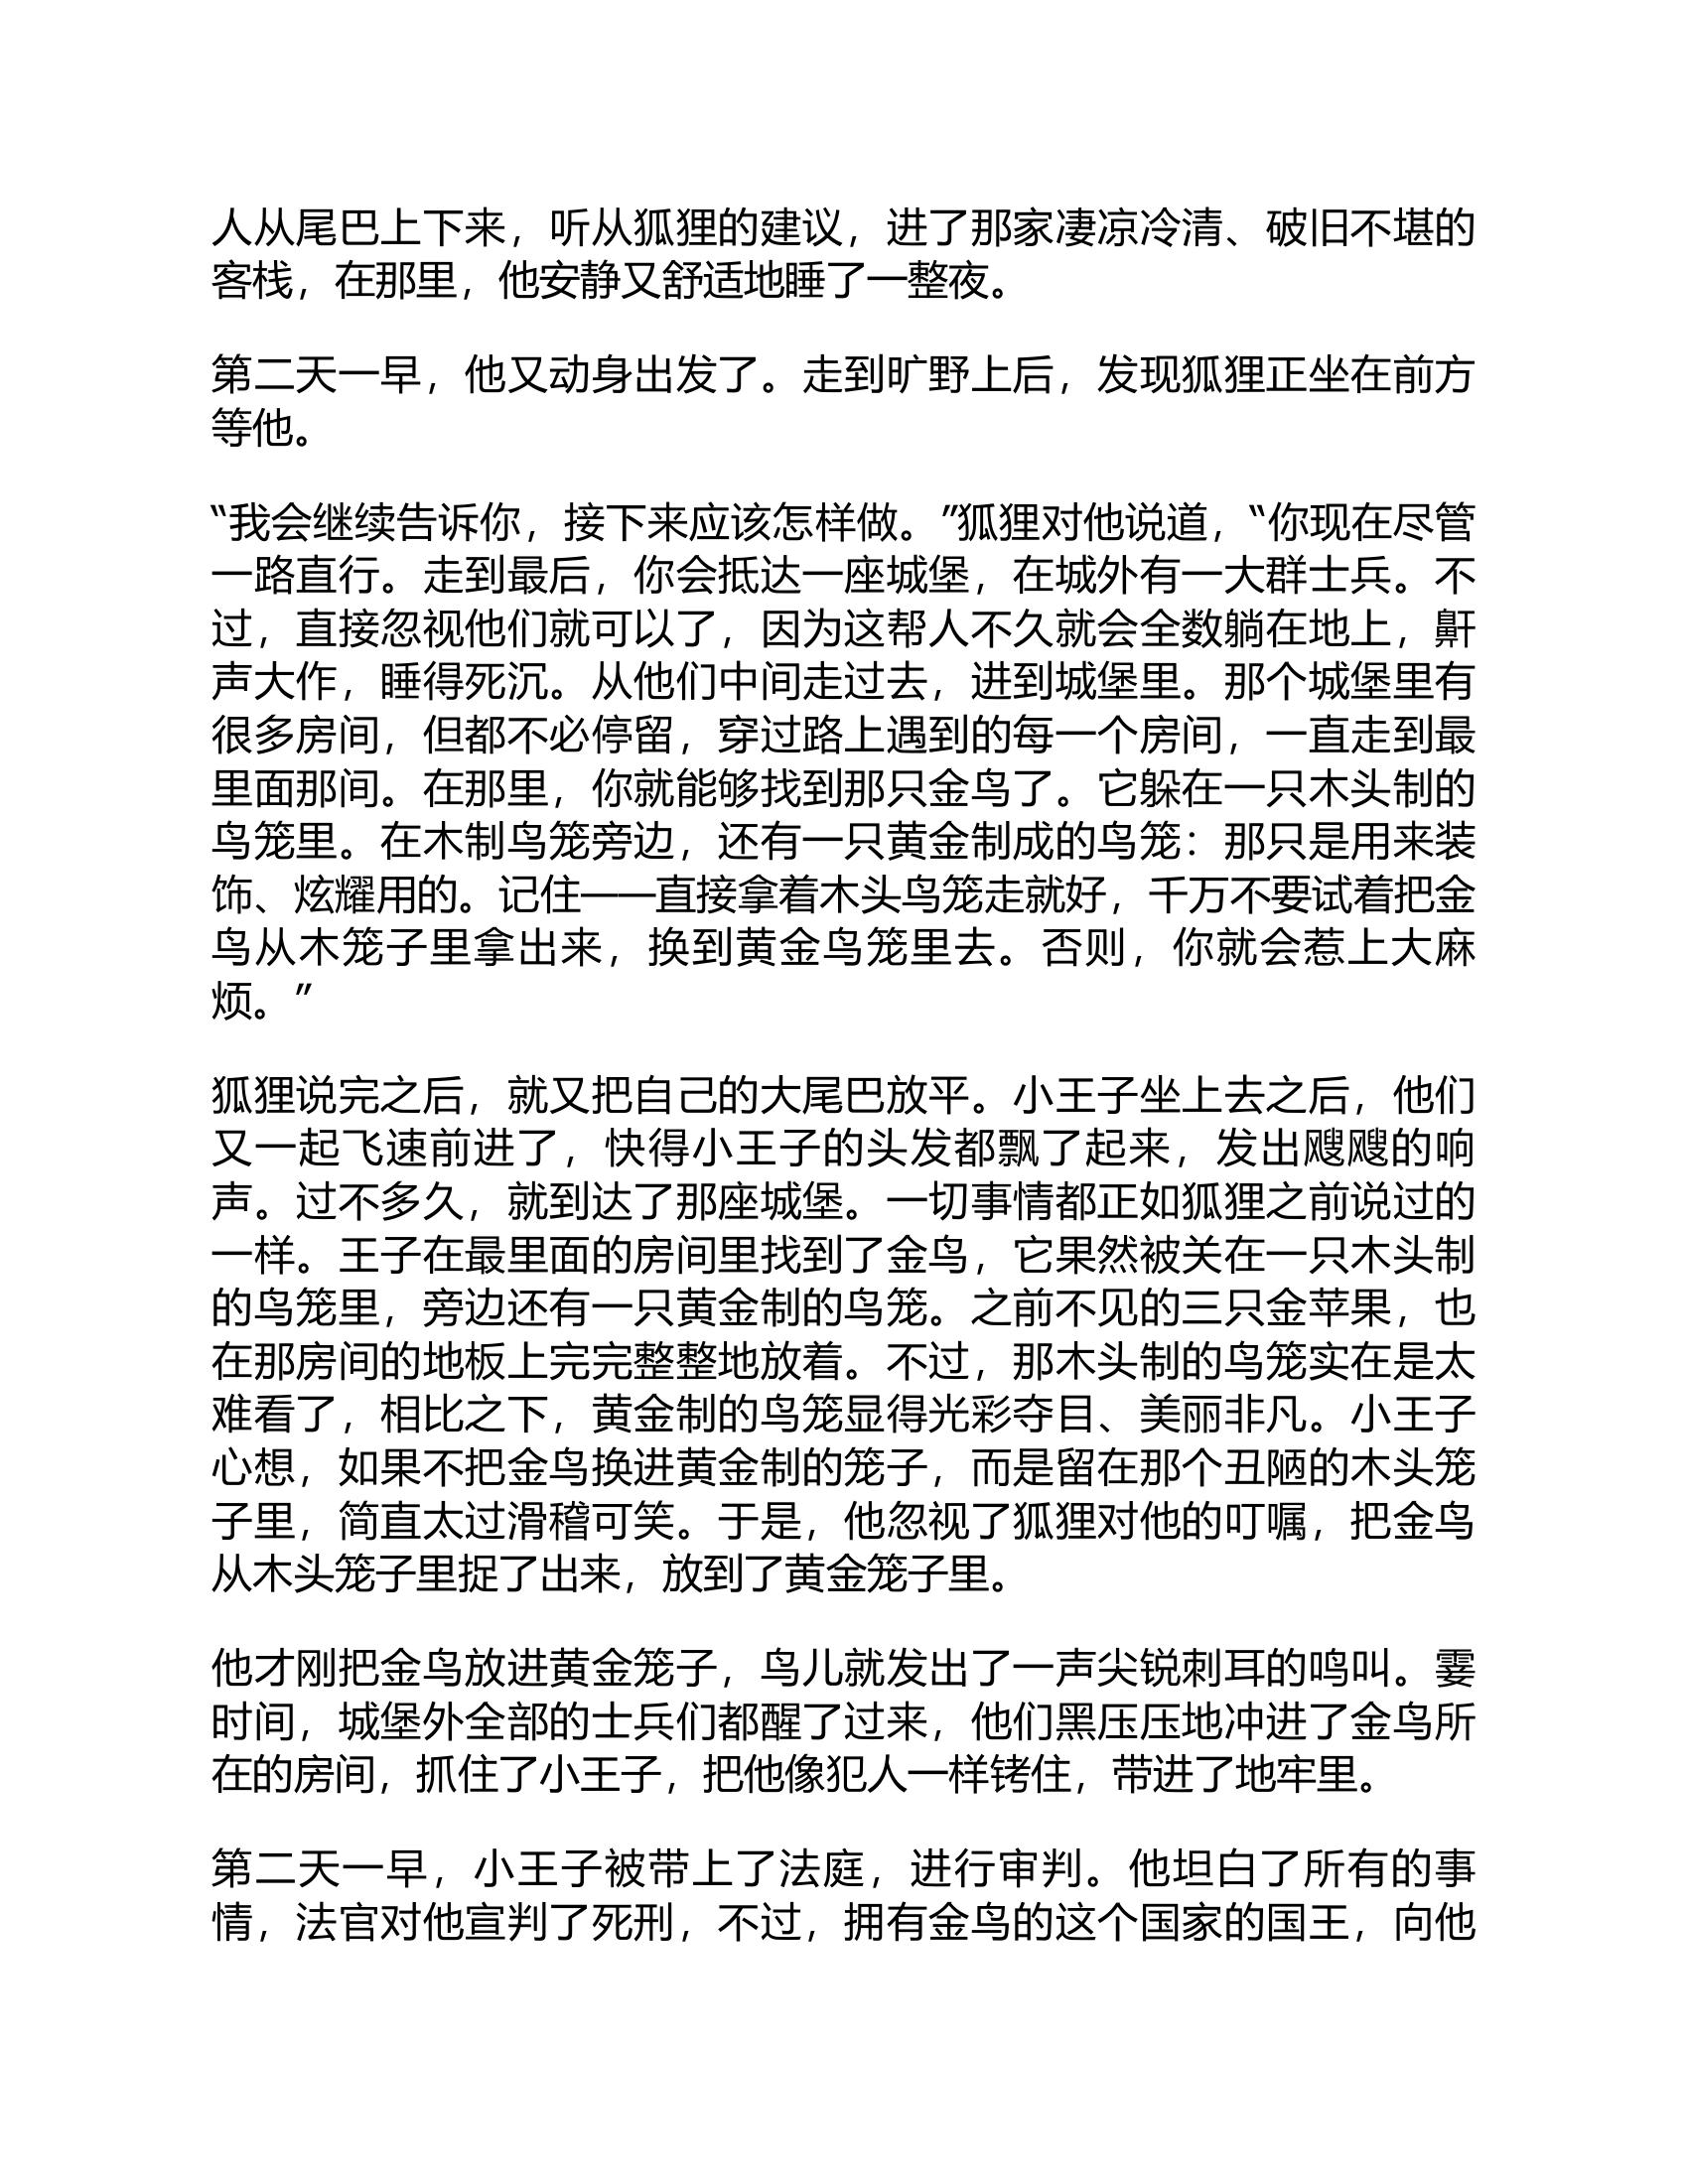 人从尾巴上下来，听从狐狸的建议，进了那家凄凉冷清、破旧不堪的
客栈，在那里，他安静又舒适地睡了一整夜。
第二天一早，他又动身出发了。走到旷野上后，发现狐狸正坐在前方
等他。
“我会继续告诉你，接下来应该怎样做。”狐狸对他说道，“你现在尽管
一路直行。走到最后，你会抵达一座城堡，在城外有一大群士兵。不
过，直接忽视他们就可以了，因为这帮人不久就会全数躺在地上，鼾
声大作，睡得死沉。从他们中间走过去，进到城堡里。那个城堡里有
很多房间，但都不必停留，穿过路上遇到的每一个房间，一直走到最
里面那间。在那里，你就能够找到那只金鸟了。它躲在一只木头制的
鸟笼里。在木制鸟笼旁边，还有一只黄金制成的鸟笼：那只是用来装
饰、炫耀用的。记住——直接拿着木头鸟笼走就好，千万不要试着把金
鸟从木笼子里拿出来，换到黄金鸟笼里去。否则，你就会惹上大麻
烦。”
狐狸说完之后，就又把自己的大尾巴放平。小王子坐上去之后，他们
又一起飞速前进了，快得小王子的头发都飘了起来，发出飕飕的响
声。过不多久，就到达了那座城堡。一切事情都正如狐狸之前说过的
一样。王子在最里面的房间里找到了金鸟，它果然被关在一只木头制
的鸟笼里，旁边还有一只黄金制的鸟笼。之前不见的三只金苹果，也
在那房间的地板上完完整整地放着。不过，那木头制的鸟笼实在是太
难看了，相比之下，黄金制的鸟笼显得光彩夺目、美丽非凡。小王子
心想，如果不把金鸟换进黄金制的笼子，而是留在那个丑陋的木头笼
子里，简直太过滑稽可笑。于是，他忽视了狐狸对他的叮嘱，把金鸟
从木头笼子里捉了出来，放到了黄金笼子里。
他才刚把金鸟放进黄金笼子，鸟儿就发出了一声尖锐刺耳的鸣叫。霎
时间，城堡外全部的士兵们都醒了过来，他们黑压压地冲进了金鸟所
在的房间，抓住了小王子，把他像犯人一样铐住，带进了地牢里。
第二天一早，小王子被带上了法庭，进行审判。他坦白了所有的事
情，法官对他宣判了死刑，不过，拥有金鸟的这个国家的国王，向他